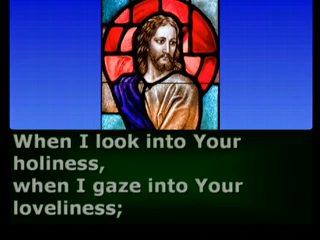 When I look into Your
holiness,
when I gaze into Your
loveliness;